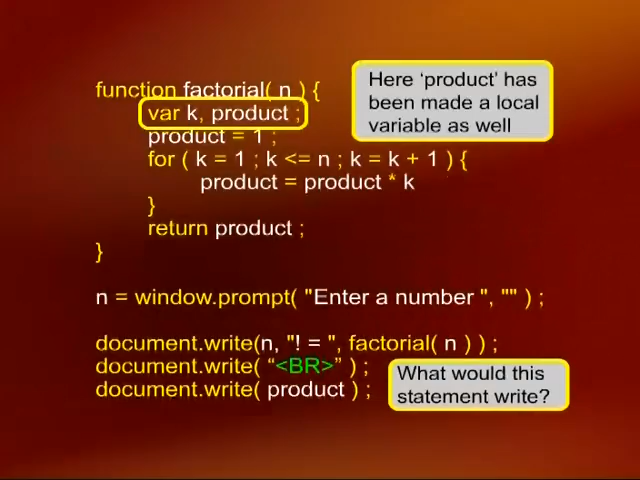 function factorial( n ) {
var k, product ;
product = 1 ;
for ( k = 1 ; k <= n ; k = k + 1 ) {
product = product * k
}
return product ;
}
Here ‘product’ has
been made a local
variable as well
n = window.prompt( "Enter a number ", "" ) ;
document.write(n, "! = ", factorial( n ) ) ;
document.write( “<BR>” ) ;
document.write( product ) ;
What would this
statement write?